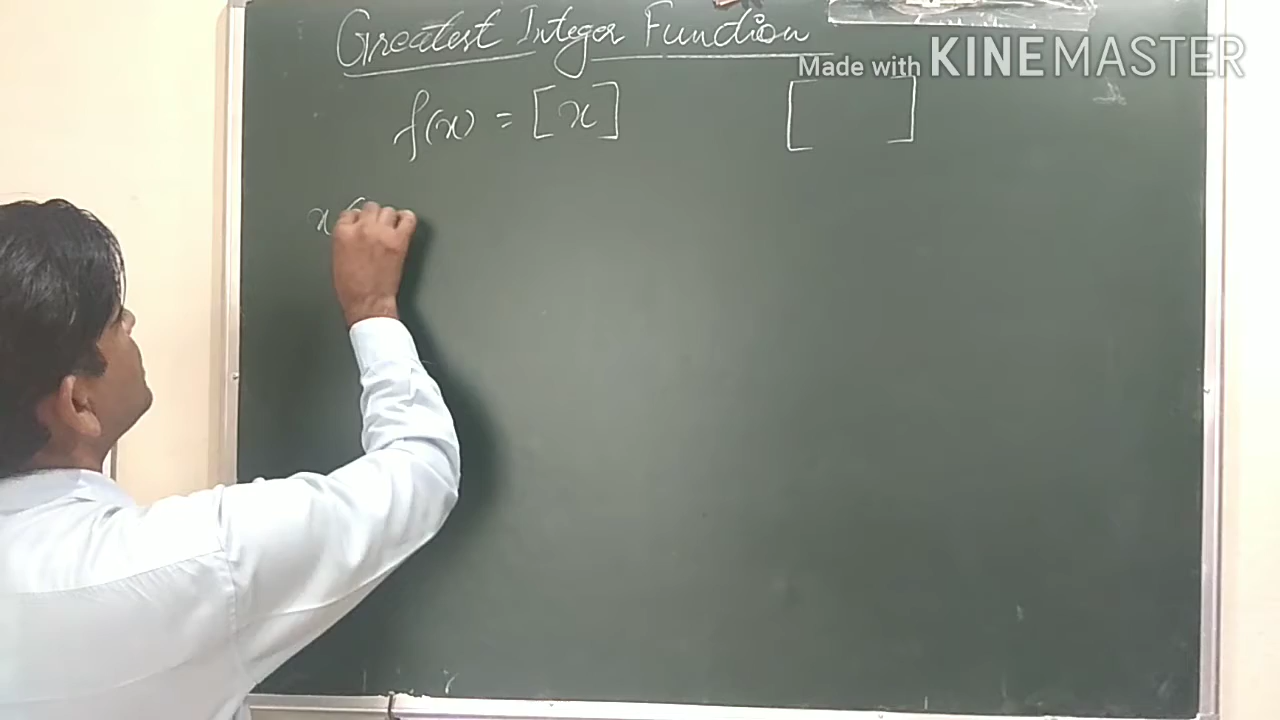 Greatest Integer Function
Made with KINEMASTER
f(x) = [x] [ ]
x